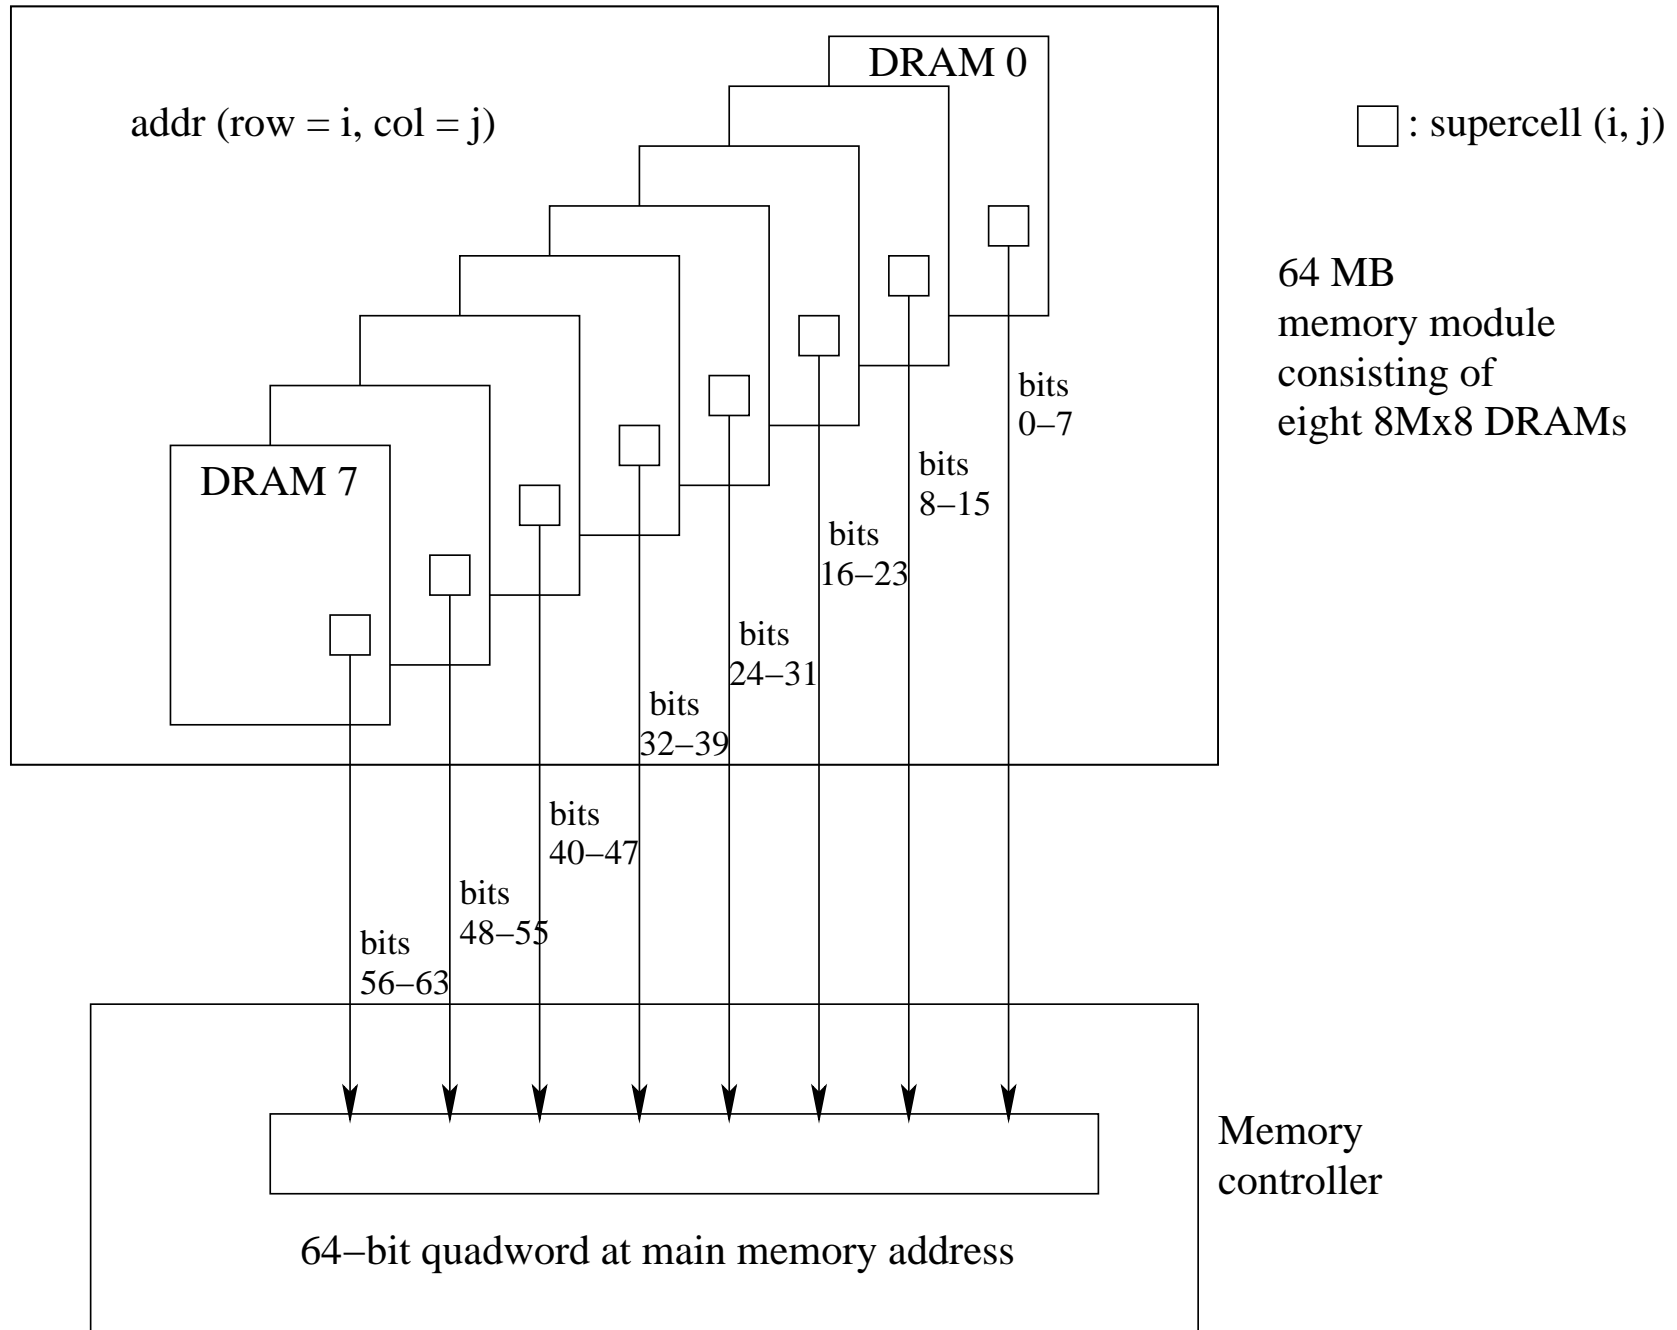 DRAM 0
addr (row = i, col = j)
: supercell (i, j)
64 MB
memory module
consisting of
eight 8Mx8 DRAMs
bits
0–7
bits
8–15
DRAM 7
bits
16–23
bits
24–31
bits
32–39
bits
40–47
bits
48–55
bits
56–63
Memory
controller
64–bit quadword at main memory address